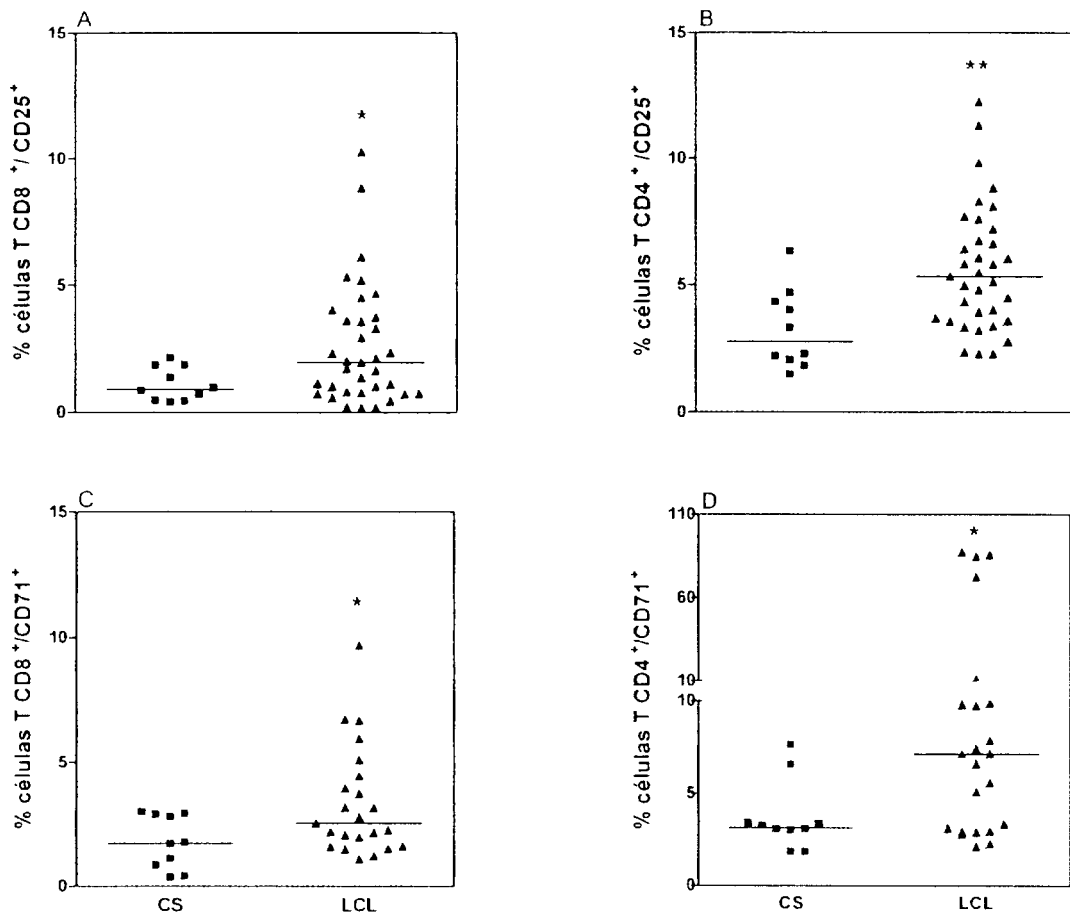 A
% células T CD8 ⁺/ CD25⁺
15
10
5
0
*
B
% células T CD4 ⁺/CD25⁺
15
10
5
0
**
C
% células T CD8 ⁺/CD71⁺
15
10
5
0
*
CS
LCL
D
% células T CD4 ⁺/CD71⁺
110
60
10
10
5
0
*
CS
LCL